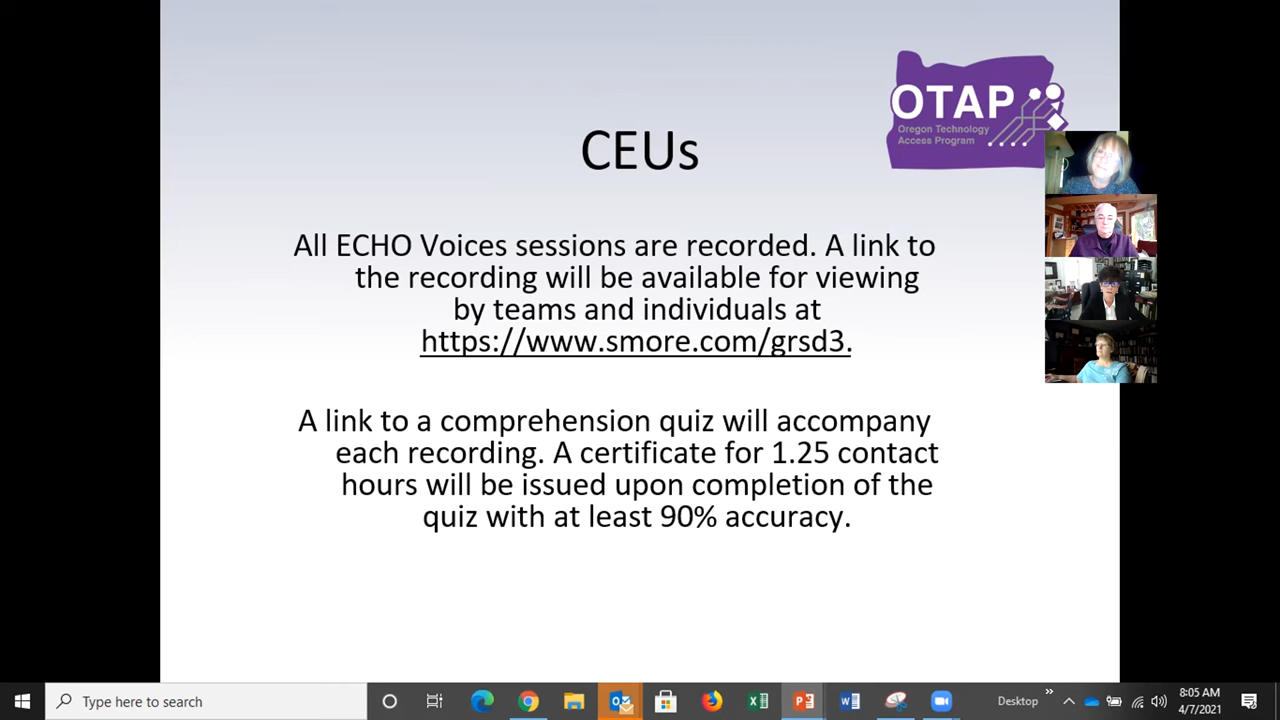 OTAP
Oregon Technology
Access Program
CEUs
All ECHO Voices sessions are recorded. A link to
the recording will be available for viewing
by teams and individuals at
https://www.smore.com/grsd3.
A link to a comprehension quiz will accompany
each recording. A certificate for 1.25 contact
hours will be issued upon completion of the
quiz with at least 90% accuracy.
Type here to search
Desktop
8:05 AM
4/7/2021